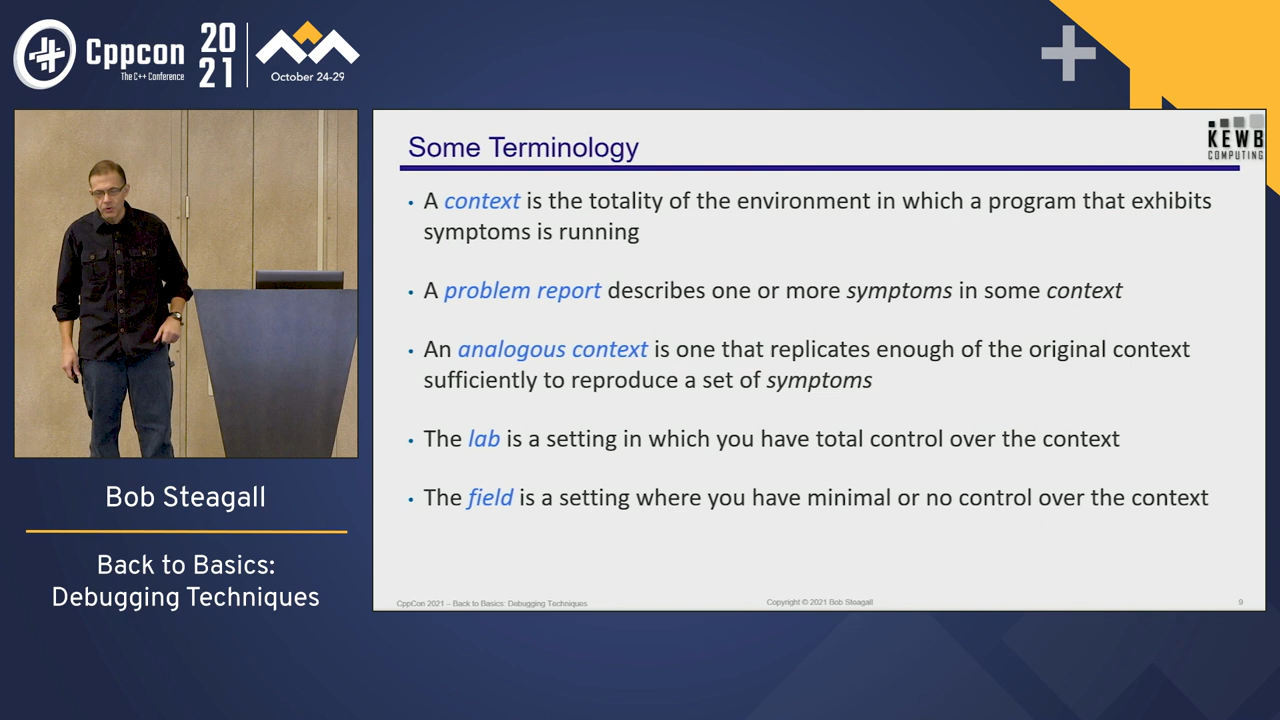 Cppcon
The C++ Conference
20
21
October 24-29
Some Terminology
KEWB
COMPUTING
• A context is the totality of the environment in which a program that exhibits
symptoms is running
• A problem report describes one or more symptoms in some context
• An analogous context is one that replicates enough of the original context
sufficiently to reproduce a set of symptoms
• The lab is a setting in which you have total control over the context
• The field is a setting where you have minimal or no control over the context
CppCon 2021 – Back to Basics: Debugging Techniques
Copyright © 2021 Bob Steagall
9
Bob Steagall
Back to Basics:
Debugging Techniques